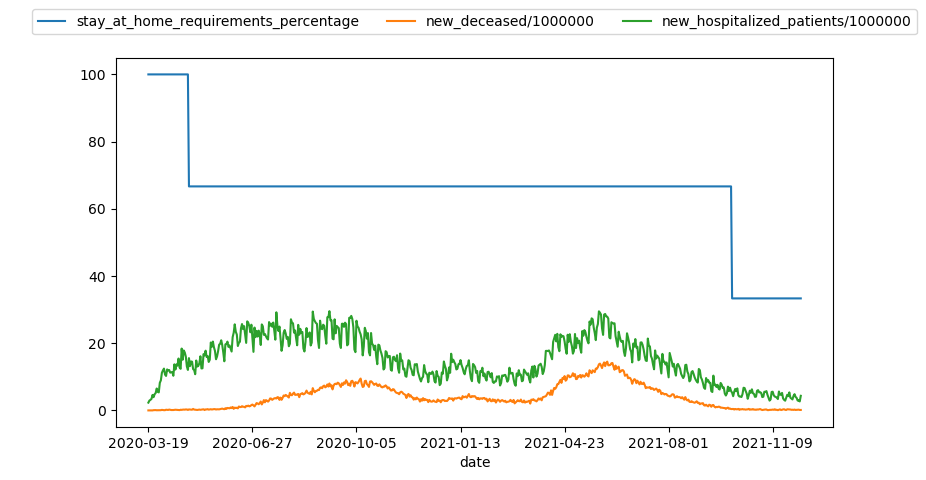 stay_at_home_requirements_percentage new_deceased/1000000 new_hospitalized_patients/1000000
100
80
60
40
20
0
2020-03-19 2020-06-27 2020-10-05 2021-01-13 2021-04-23 2021-08-01 2021-11-09
date